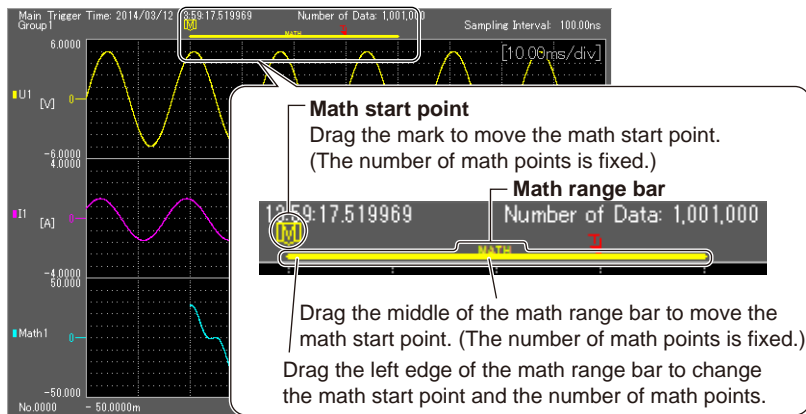 Main Trigger Time: 2014/03/12 13:59:17.519969 Number of Data: 1,001,000
Group1 Sampling Interval: 100.00ns
M
MATH
6.0000 [10.00ms/div]
U1 [V] 0
-6.0000
4.0000
I1 [A] 0
-4.0000
50.000
Math1 0
-50.000
No.0000 - 50.0000m
Math start point
Drag the mark to move the math start point.
(The number of math points is fixed.)
Math range bar
13:59:17.519969 Number of Data: 1,001,000
M
MATH
Drag the middle of the math range bar to move the
math start point. (The number of math points is fixed.)
Drag the left edge of the math range bar to change
the math start point and the number of math points.